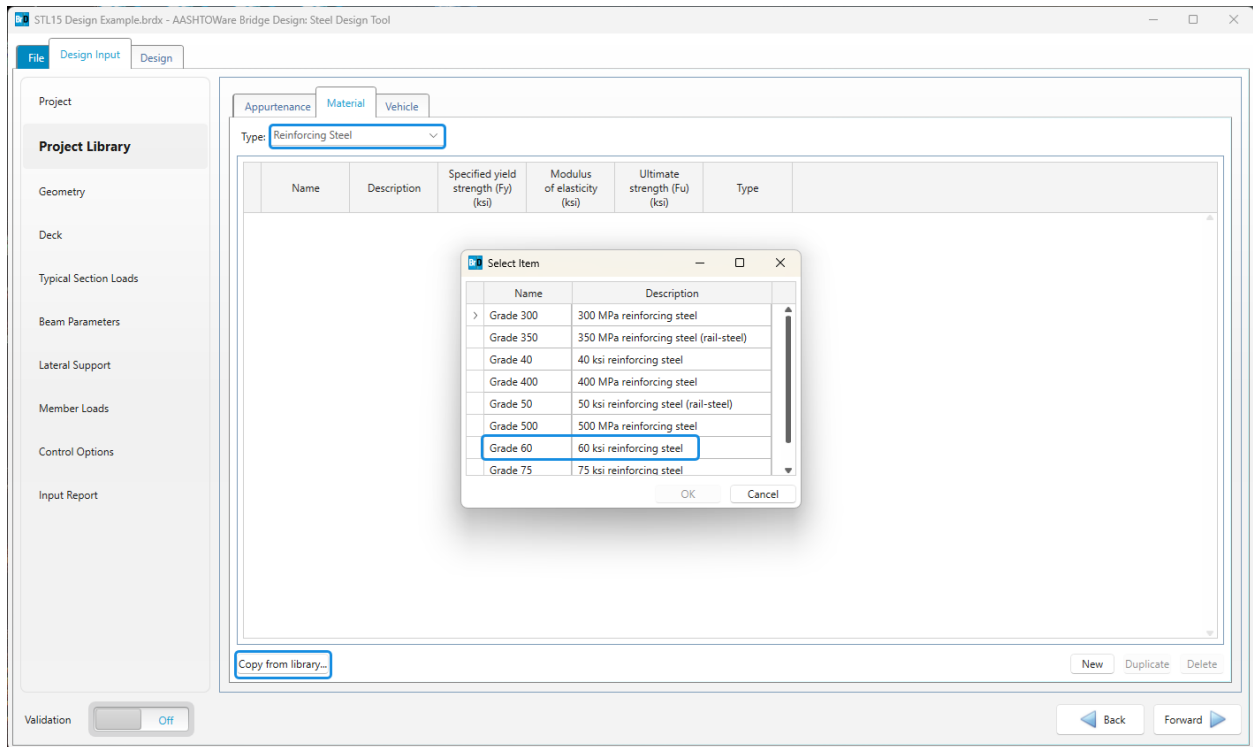 BrD STL15 Design Example.brdx - AASHTOWare Bridge Design: Steel Design Tool
File Design Input Design
Project
Project Library
Geometry
Deck
Typical Section Loads
Beam Parameters
Lateral Support
Member Loads
Control Options
Input Report
Appurtenance Material Vehicle
Type: Reinforcing Steel
Name
Description
Specified yield
strength (Fy)
(ksi)
Modulus
of elasticity
(ksi)
Ultimate
strength (Fu)
(ksi)
Type
BrD Select Item
Name Description
Grade 300 300 MPa reinforcing steel
Grade 350 350 MPa reinforcing steel (rail-steel)
Grade 40 40 ksi reinforcing steel
Grade 400 400 MPa reinforcing steel
Grade 50 50 ksi reinforcing steel (rail-steel)
Grade 500 500 MPa reinforcing steel
Grade 60 60 ksi reinforcing steel
Grade 75 75 ksi reinforcing steel
OK Cancel
Copy from library... New Duplicate Delete
Validation Off Back Forward